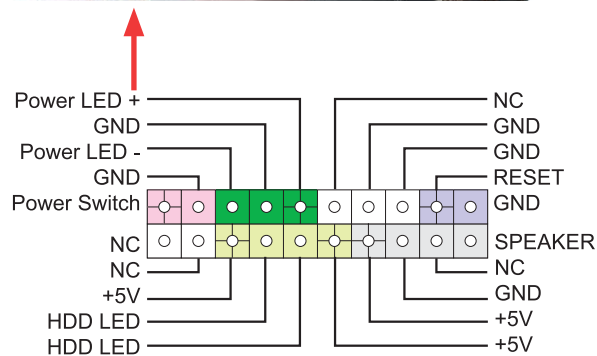 Power LED +
GND
Power LED -
GND
Power Switch
NC
NC
+5V
HDD LED
HDD LED
NC
GND
GND
RESET
GND
SPEAKER
NC
GND
+5V
+5V